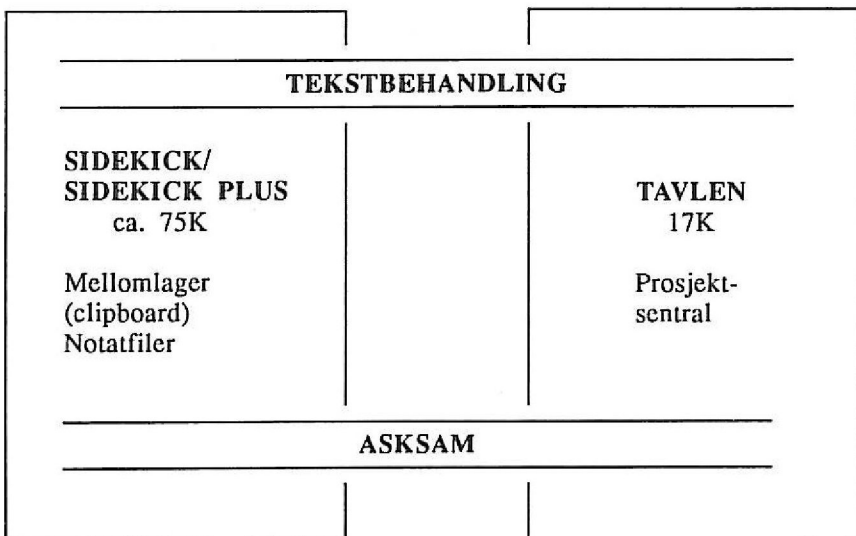 TEKSTBEHANDLING
SIDEKICK/
SIDEKICK PLUS
ca. 75K
Mellomlager
(clipboard)
Notatfiler
TAVLEN
17K
Prosjekt-
sentral
ASKSAM